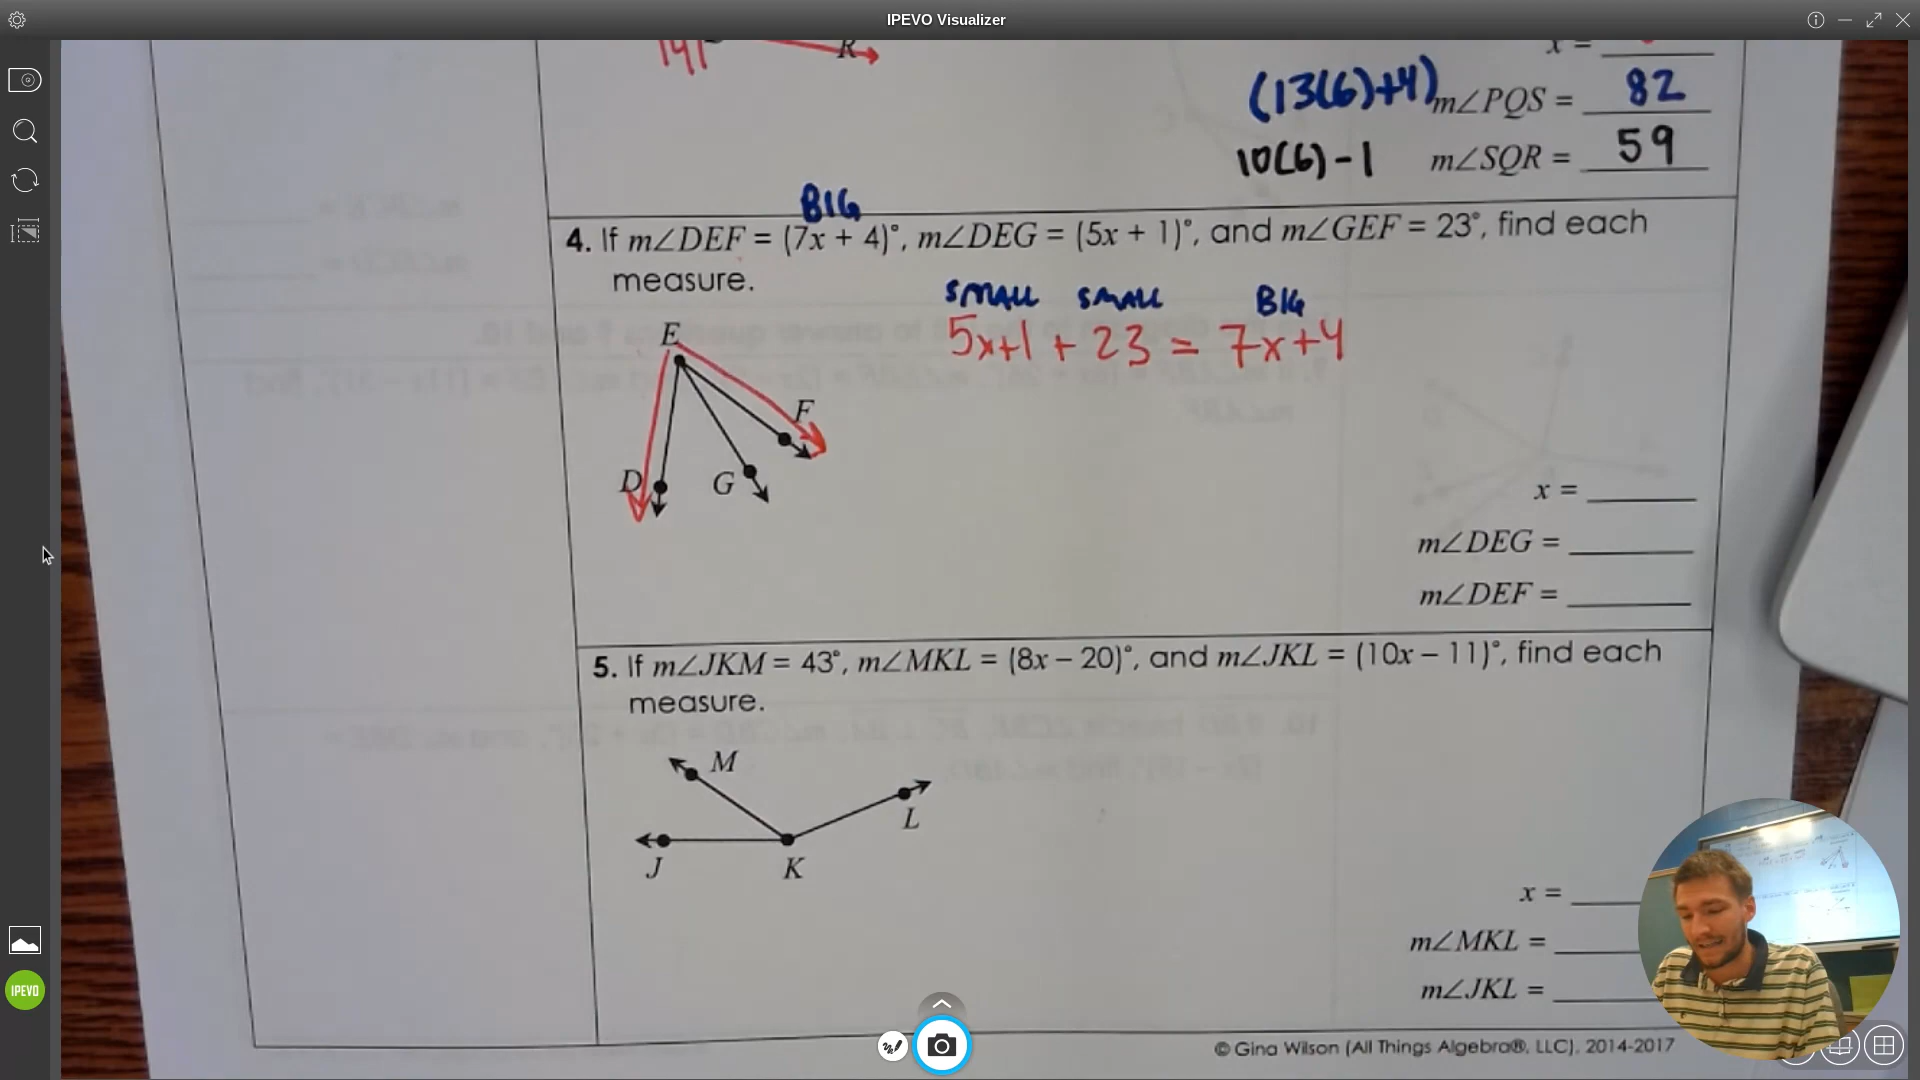 IPEVO Visualizer
141
R
x =
(13(6)+4) m∠PQS = 82
10(6)-1 m∠SQR = 59
BIG
4. If m∠DEF = (7x + 4)°, m∠DEG = (5x + 1)°, and m∠GEF = 23°, find each
measure.
SMALL SMALL BIG
5x+1 + 23 = 7x+4
E
F
D
G
x =
m∠DEG =
m∠DEF =
5. If m∠JKM = 43°, m∠MKL = (8x – 20)°, and m∠JKL = (10x – 11)°, find each
measure.
M
L
J
K
x =
m∠MKL =
m∠JKL =
IPEVO
© Gina Wilson (All Things Algebra®, LLC), 2014-2017